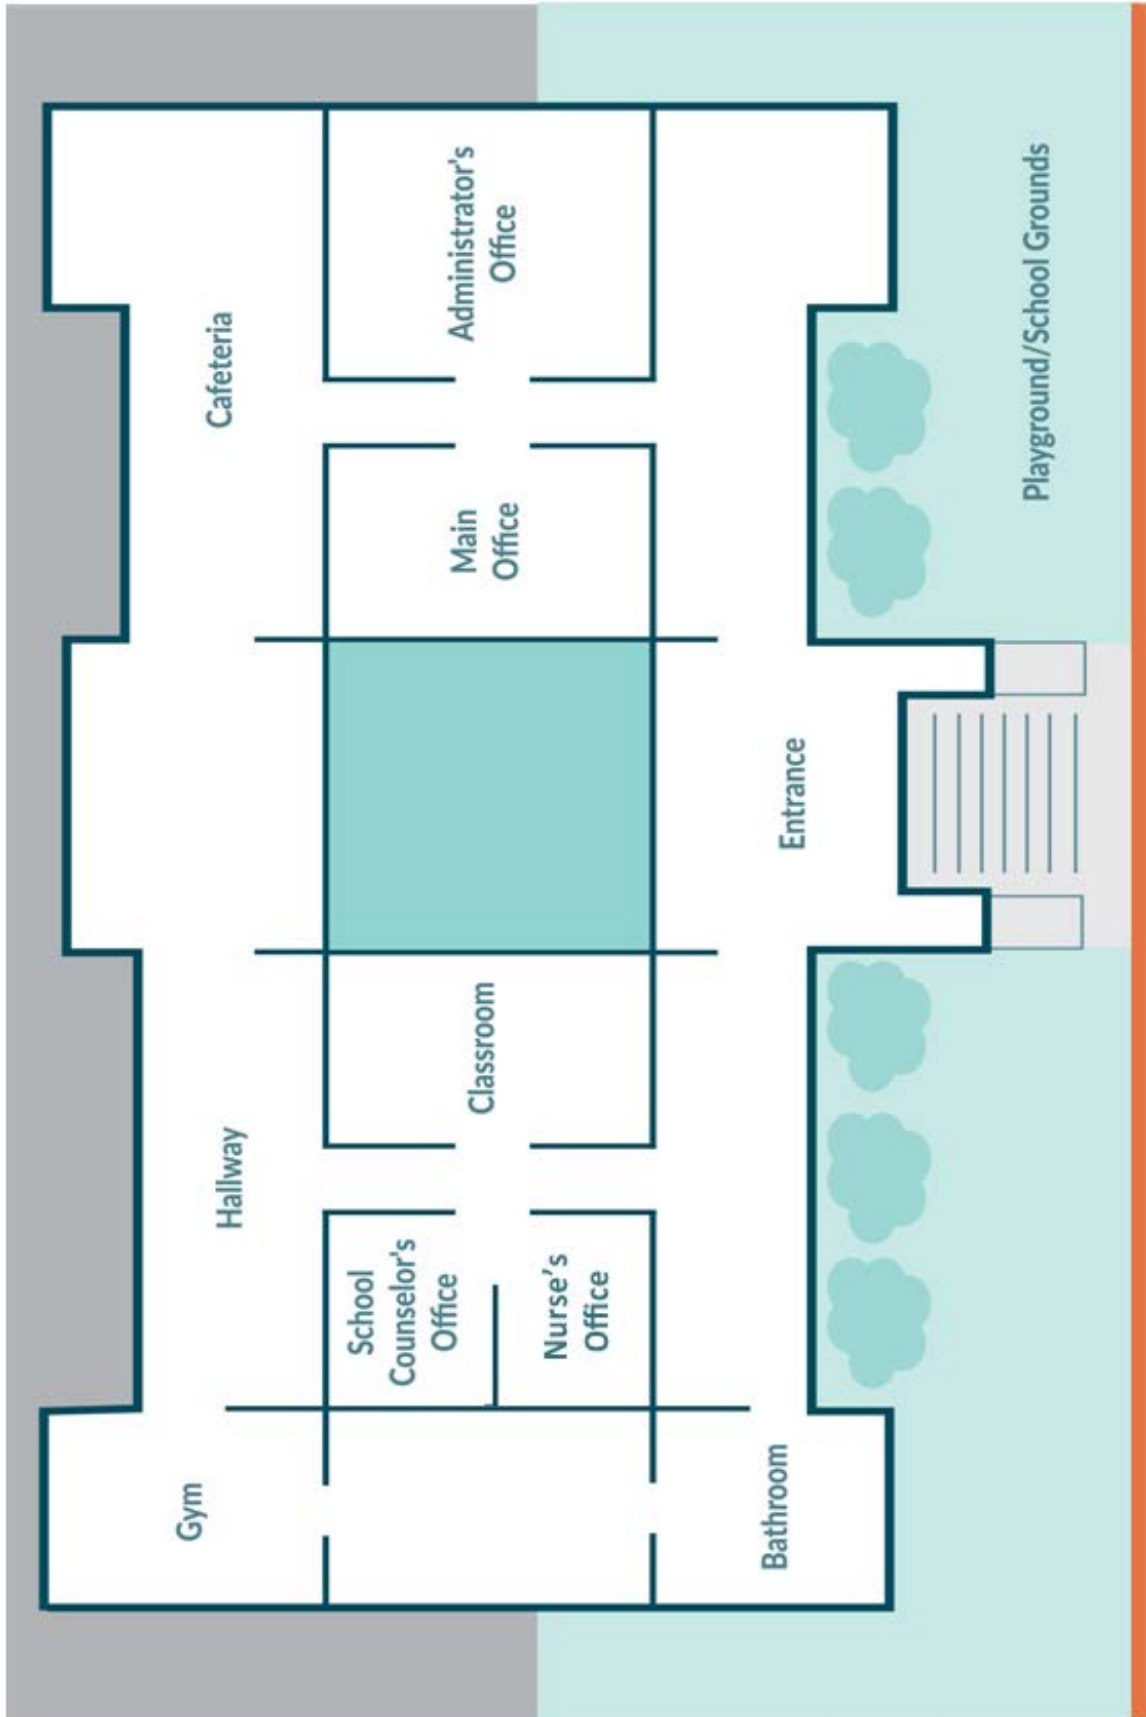 Gym
Hallway
Cafeteria
School
Counselor's
Office
Nurse's
Office
Classroom
Main
Office
Administrator's
Office
Bathroom
Entrance
Playground/School Grounds